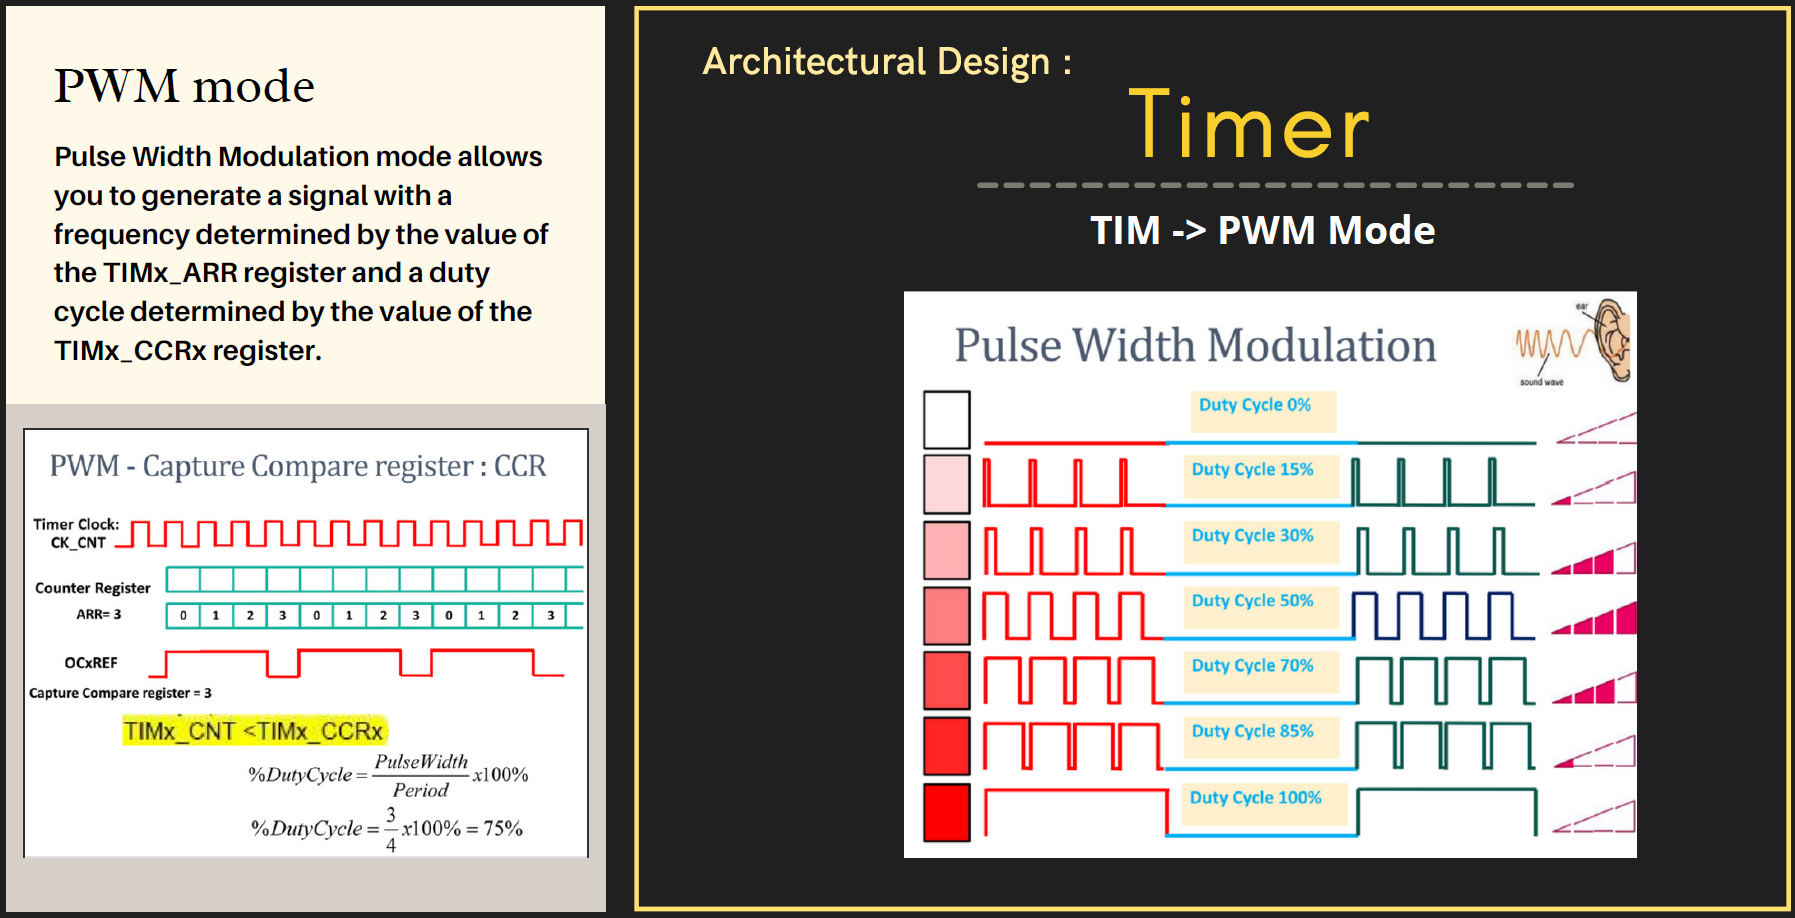 PWM mode
Pulse Width Modulation mode allows
you to generate a signal with a
frequency determined by the value of
the TIMx_ARR register and a duty
cycle determined by the value of the
TIMx_CCRx register.
PWM - Capture Compare register : CCR
Timer Clock:
CK_CNT
Counter Register
ARR= 3
0 1 2 3 0 1 2 3 0 1 2 3
OCxREF
Capture Compare register = 3
TIMx_CNT <TIMx_CCRx
%DutyCycle = PulseWidth / Period x100%
%DutyCycle = 3 / 4 x100% = 75%
Architectural Design :
Timer
TIM -> PWM Mode
Pulse Width Modulation
ear
sound wave
Duty Cycle 0%
Duty Cycle 15%
Duty Cycle 30%
Duty Cycle 50%
Duty Cycle 70%
Duty Cycle 85%
Duty Cycle 100%